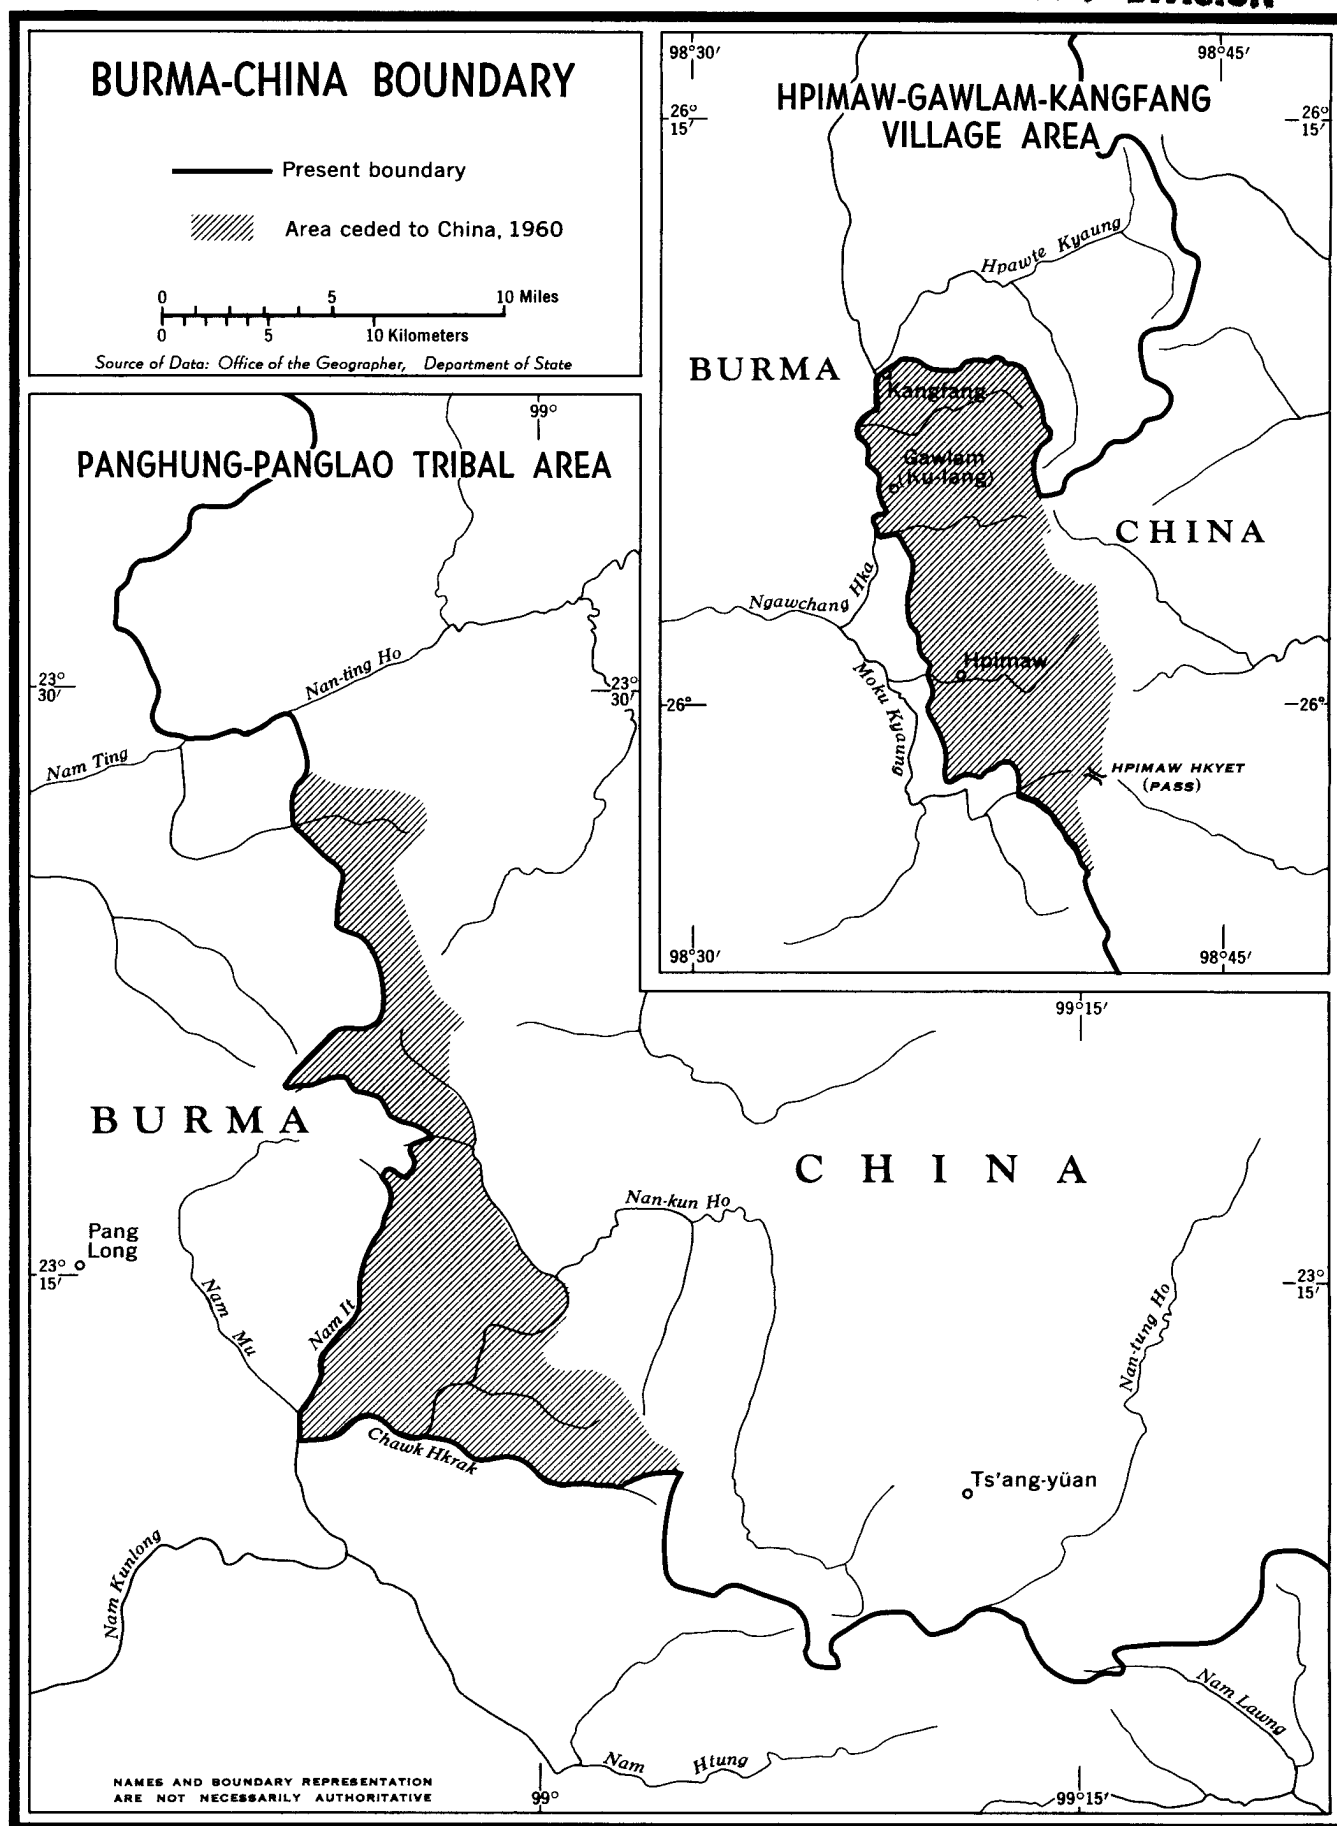 DIVISION
BURMA-CHINA BOUNDARY
Present boundary
Area ceded to China, 1960
0 5 10 Miles
0 5 10 Kilometers
Source of Data: Office of the Geographer, Department of State
98°30' 98°45'
HPIMAW-GAWLAM-KANGFANG
VILLAGE AREA
26°
15'
26°
15'
Hpawte Kyaung
BURMA
Kangfang
Gawlam
(Ku-lang)
CHINA
Ngawchang Hka
Hpimaw
Moku Kyaung
26°
26°
HPIMAW HKYET
(PASS)
98°30' 98°45'
99°
PANGHUNG-PANGLAO TRIBAL AREA
Nan-ting Ho
23°
30'
23°
30'
Nam Ting
99°15'
BURMA
CHINA
Nan-kun Ho
Pang
Long
23°
15'
23°
15'
Nam Mu
Nam It
Nan-tung Ho
Chawk Hkrak
Ts'ang-yüan
Nam Kunlong
Nam Lawng
Nam Htung
NAMES AND BOUNDARY REPRESENTATION
ARE NOT NECESSARILY AUTHORITATIVE
99°
99°15'